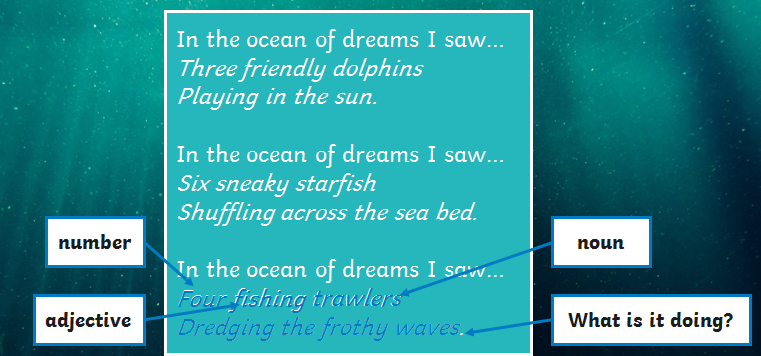 In the ocean of dreams I saw...
Three friendly dolphins
Playing in the sun.
In the ocean of dreams I saw...
Six sneaky starfish
Shuffling across the sea bed.
number
noun
In the ocean of dreams I saw...
Four fishing trawlers
adjective
Dredging the frothy waves.
What is it doing?